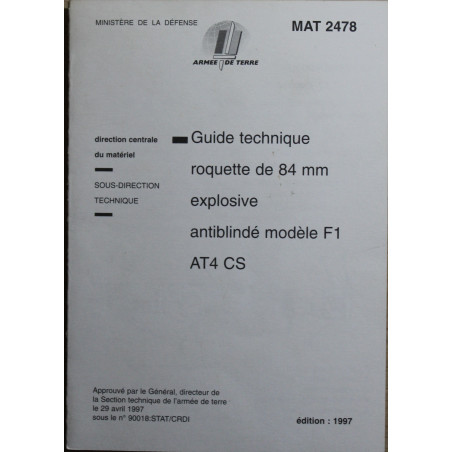 MINISTÈRE DE LA DÉFENSE
MAT 2478
ARMEE DE TERRE
direction centrale
du matériel
SOUS-DIRECTION
TECHNIQUE
Guide technique
roquette de 84 mm
explosive
antiblindé modèle F1
AT4 CS
Approuvé par le Général, directeur de
la Section technique de l'armée de terre
le 29 avril 1997
sous le n° 90018:STAT/CRDI
édition : 1997